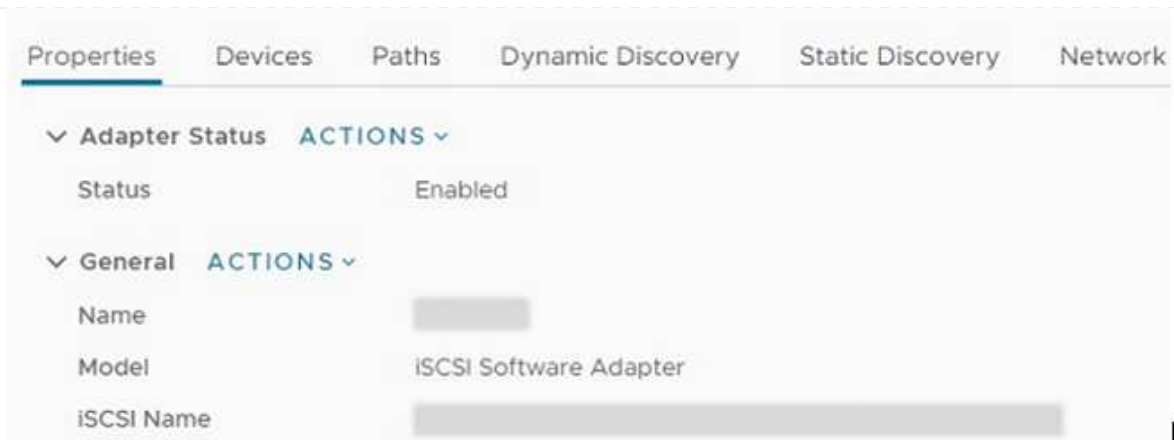 Properties Devices Paths Dynamic Discovery Static Discovery Network
Adapter Status ACTIONS
Status Enabled
General ACTIONS
Name
Model iSCSI Software Adapter
iSCSI Name